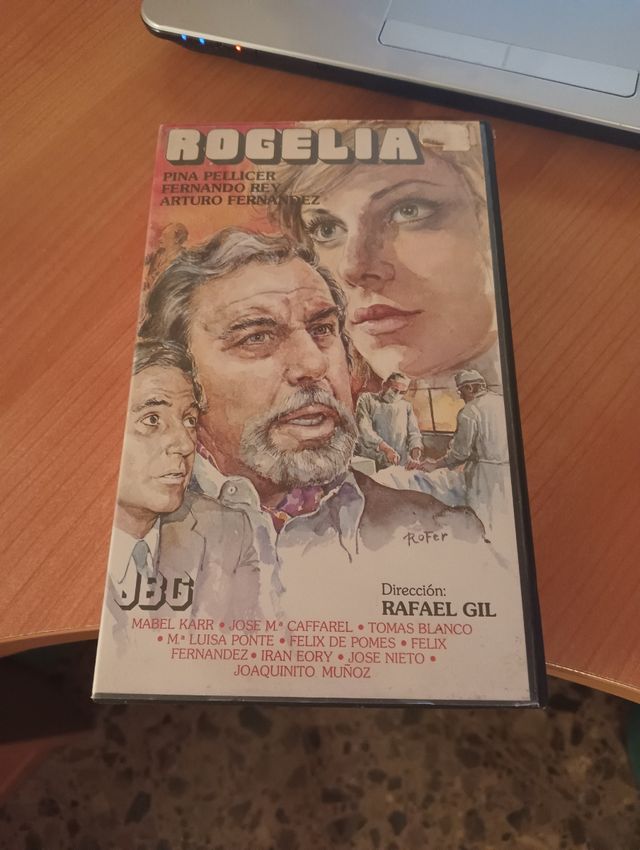 ROGELIA
PINA PELLICER
FERNANDO REY
ARTURO FERNANDEZ
ROFER
JBG
Dirección:
RAFAEL GIL
MABEL KARR • JOSE Mª CAFFAREL • TOMAS BLANCO
• Mª LUISA PONTE • FELIX DE POMES • FELIX
FERNANDEZ • IRAN EORY • JOSE NIETO •
JOAQUINITO MUÑOZ